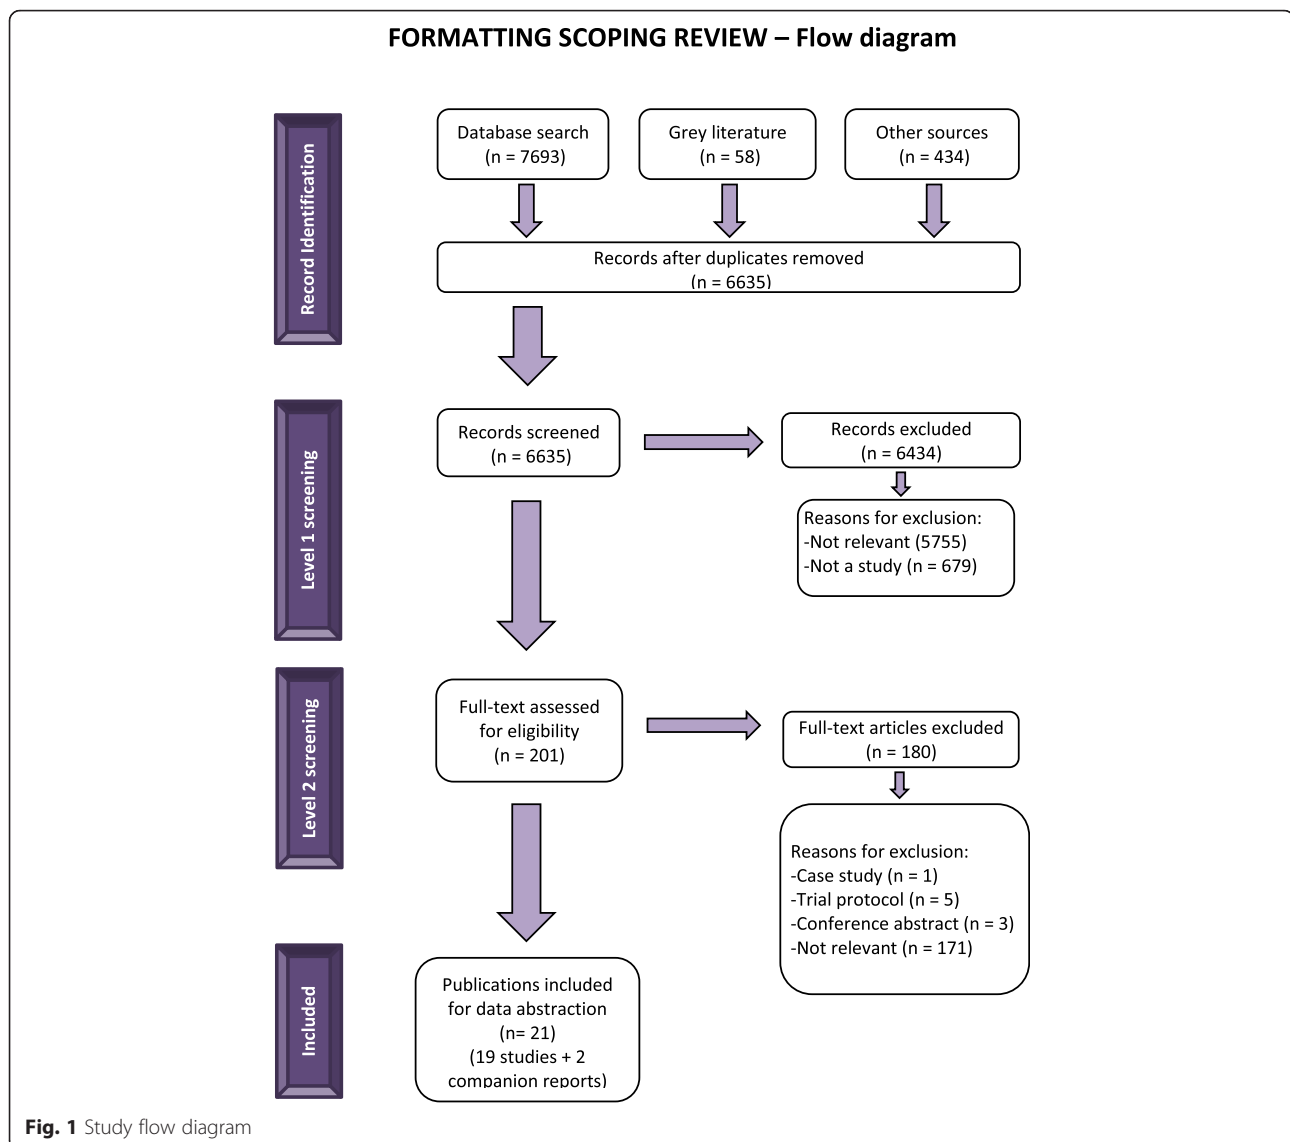 FORMATTING SCOPING REVIEW – Flow diagram
Record Identification
Database search
(n = 7693)
Grey literature
(n = 58)
Other sources
(n = 434)
Records after duplicates removed
(n = 6635)
Level 1 screening
Records screened
(n = 6635)
Records excluded
(n = 6434)
Reasons for exclusion:
-Not relevant (5755)
-Not a study (n = 679)
Level 2 screening
Full-text assessed
for eligibility
(n = 201)
Full-text articles excluded
(n = 180)
Reasons for exclusion:
-Case study (n = 1)
-Trial protocol (n = 5)
-Conference abstract (n = 3)
-Not relevant (n = 171)
Included
Publications included
for data abstraction
(n= 21)
(19 studies + 2
companion reports)
Fig. 1 Study flow diagram